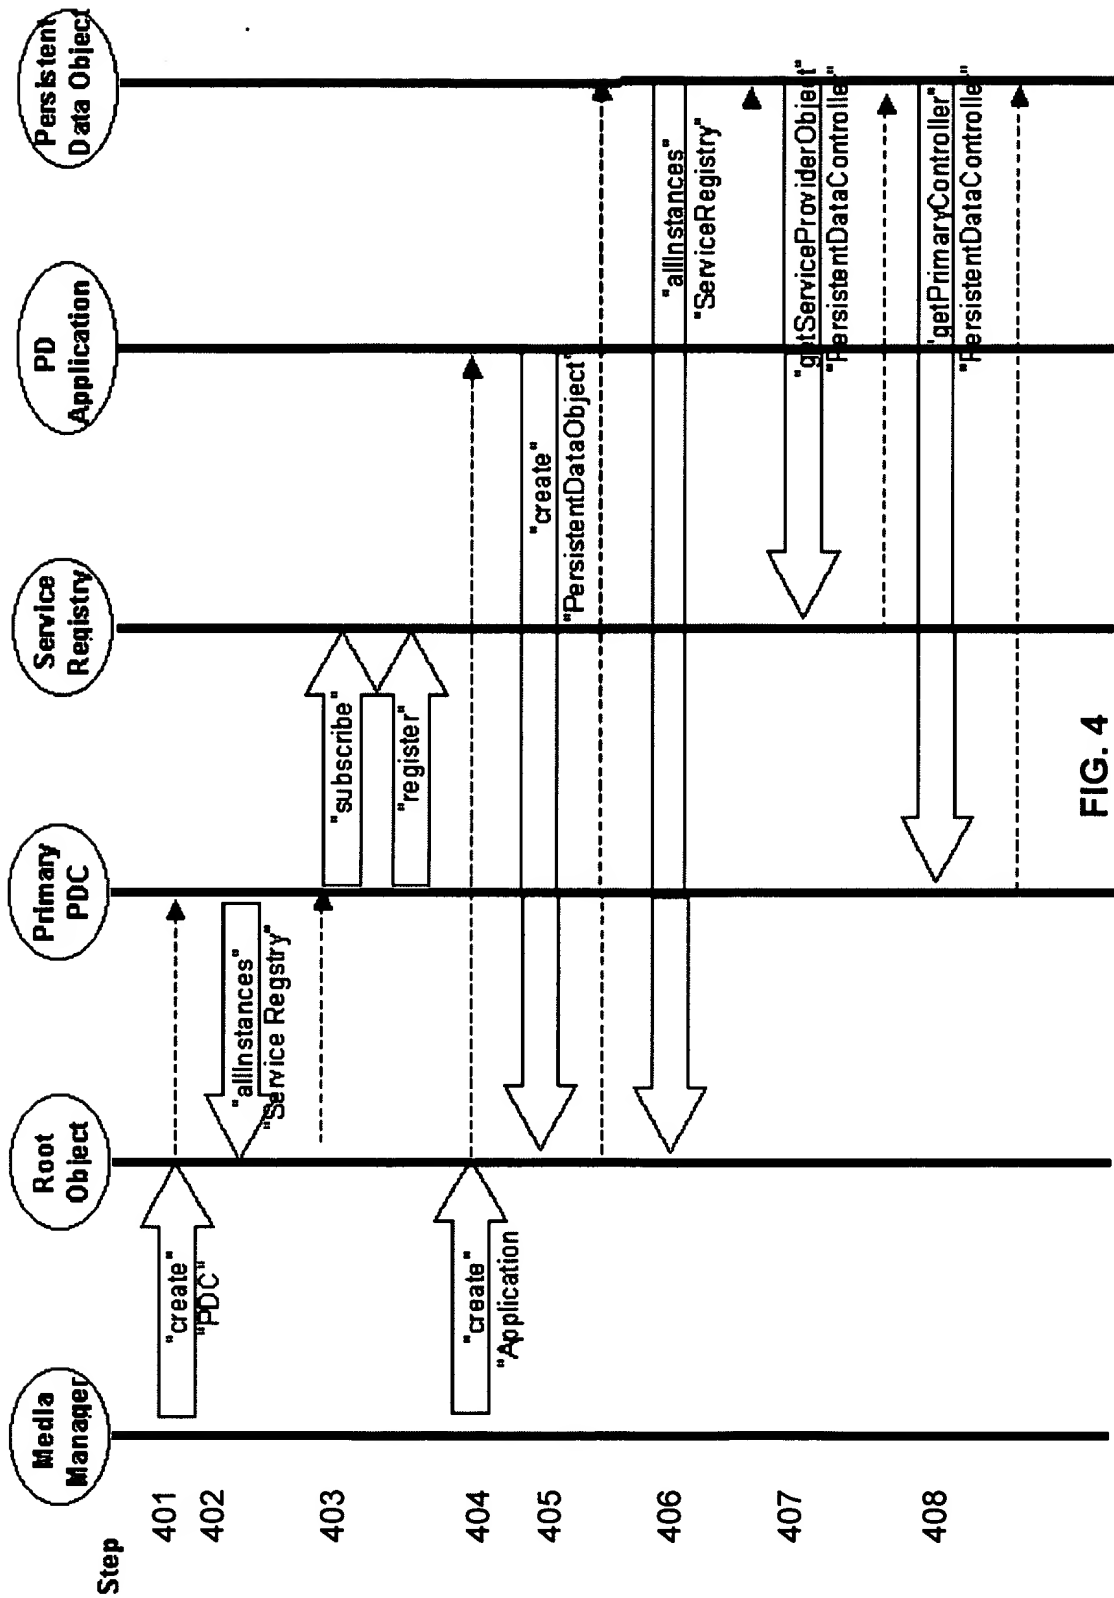 Step
Media
Manager
Root
Object
Primary
PDC
Service
Registry
PD
Application
Persistent
Data Object
401
"create"
"PDC"
402
"allInstances"
"Service Regstry"
403
"subscribe"
"register"
404
"create"
"Application
405
"create"
"PersistentDataObject"
406
"allInstances"
"ServiceRegistry"
407
"getServiceProviderObject"
"PersistentDataController"
408
'getPrimaryController"
"PersistentDataController"
FIG. 4